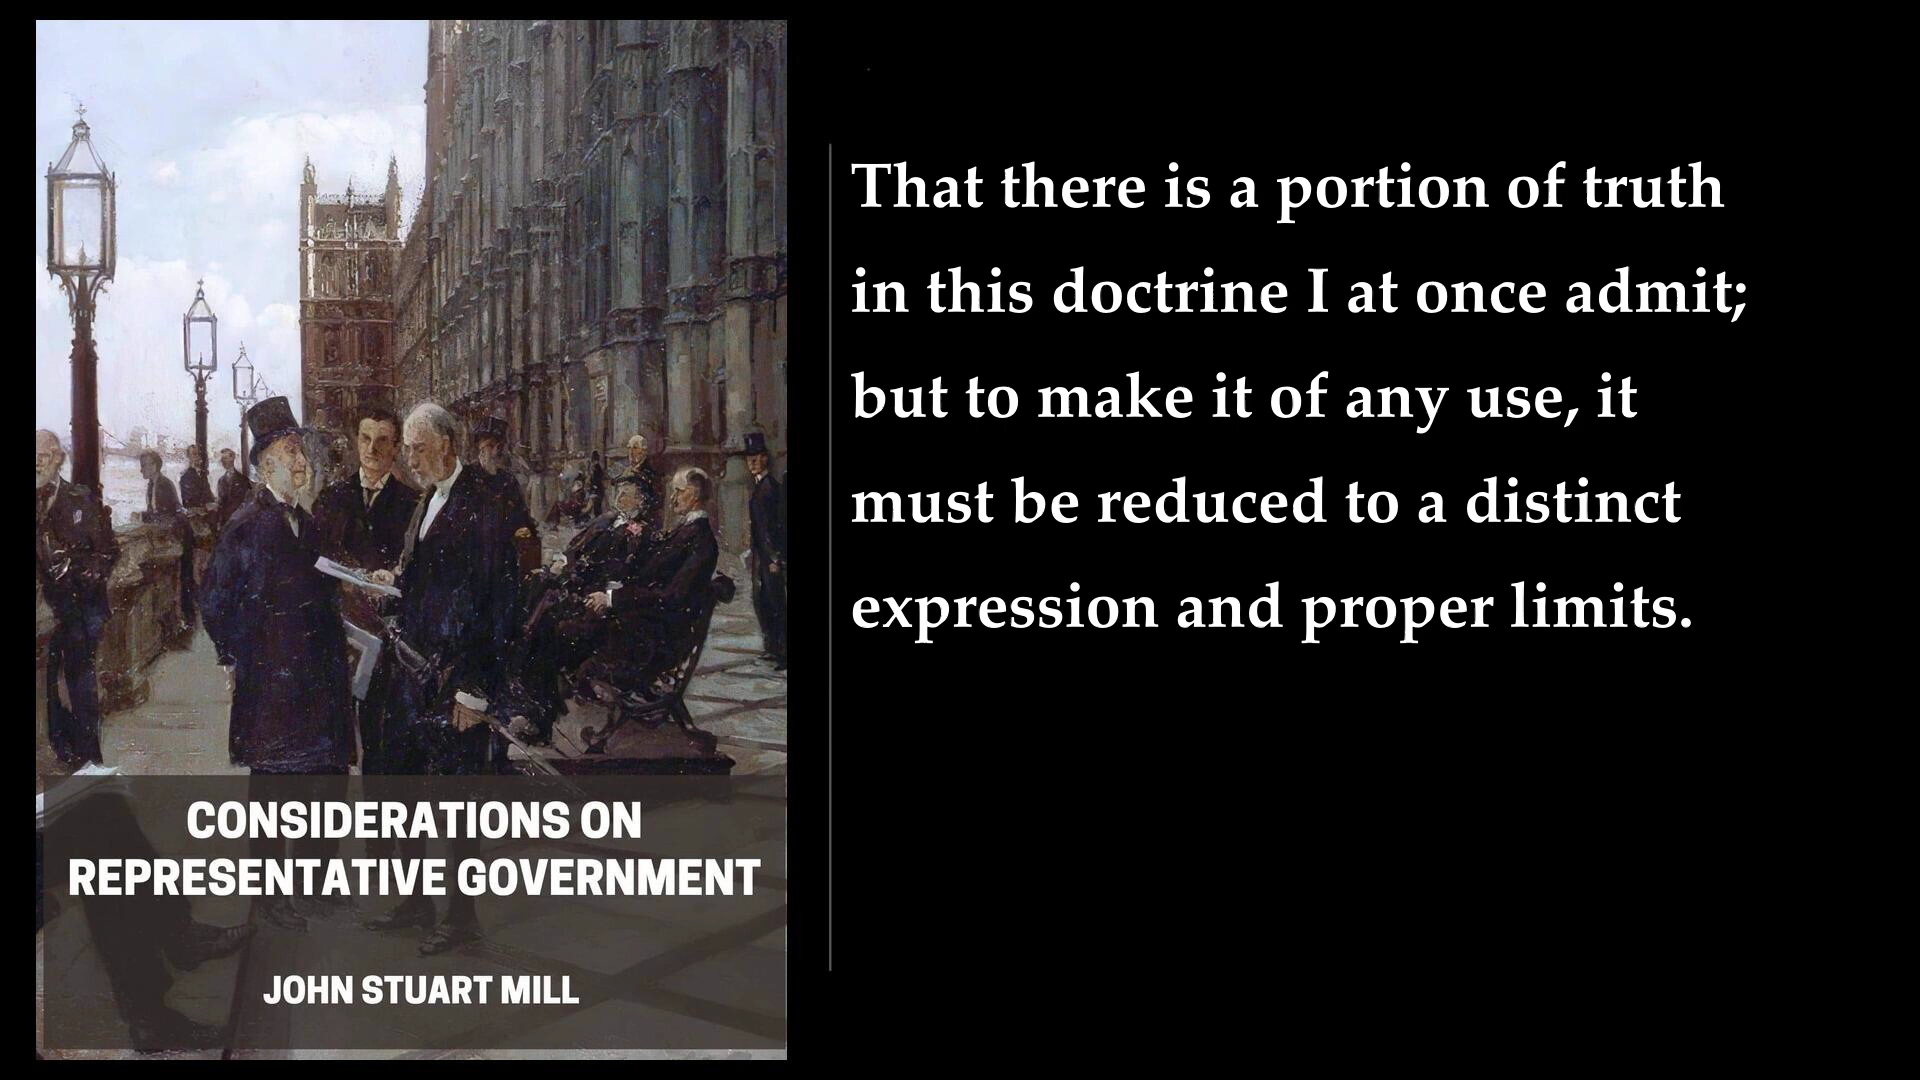 CONSIDERATIONS ON
REPRESENTATIVE GOVERNMENT
JOHN STUART MILL
That there is a portion of truth
in this doctrine I at once admit;
but to make it of any use, it
must be reduced to a distinct
expression and proper limits.